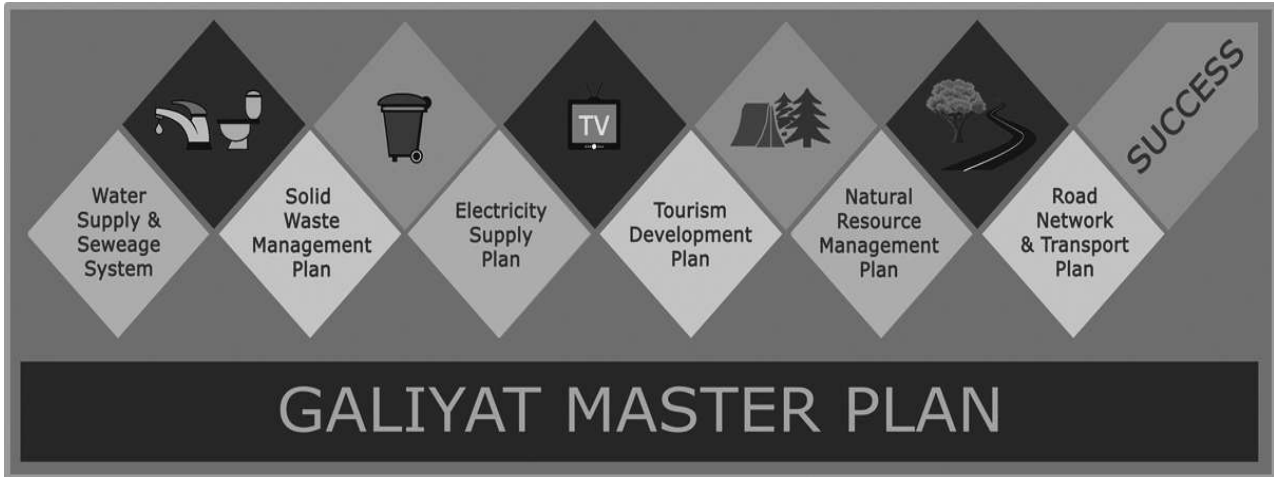 Water
Supply &
Seweage
System
Solid
Waste
Management
Plan
TV
Electricity
Supply
Plan
Tourism
Development
Plan
Natural
Resource
Management
Plan
Road
Network
& Transport
Plan
SUCCESS
GALIYAT MASTER PLAN